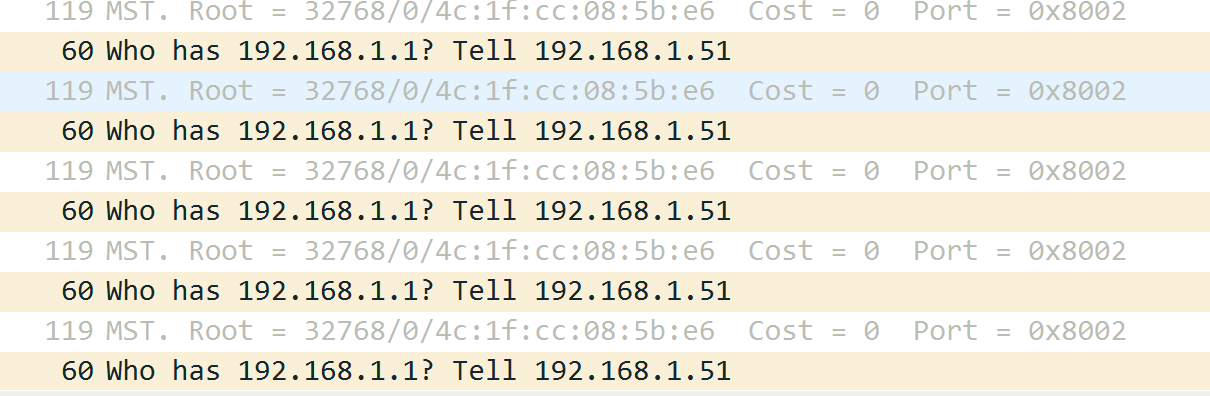 119 MST. Root = 32768/0/4c:1f:cc:08:5b:e6  Cost = 0  Port = 0x8002
60 Who has 192.168.1.1? Tell 192.168.1.51
119 MST. Root = 32768/0/4c:1f:cc:08:5b:e6  Cost = 0  Port = 0x8002
60 Who has 192.168.1.1? Tell 192.168.1.51
119 MST. Root = 32768/0/4c:1f:cc:08:5b:e6  Cost = 0  Port = 0x8002
60 Who has 192.168.1.1? Tell 192.168.1.51
119 MST. Root = 32768/0/4c:1f:cc:08:5b:e6  Cost = 0  Port = 0x8002
60 Who has 192.168.1.1? Tell 192.168.1.51
119 MST. Root = 32768/0/4c:1f:cc:08:5b:e6  Cost = 0  Port = 0x8002
60 Who has 192.168.1.1? Tell 192.168.1.51